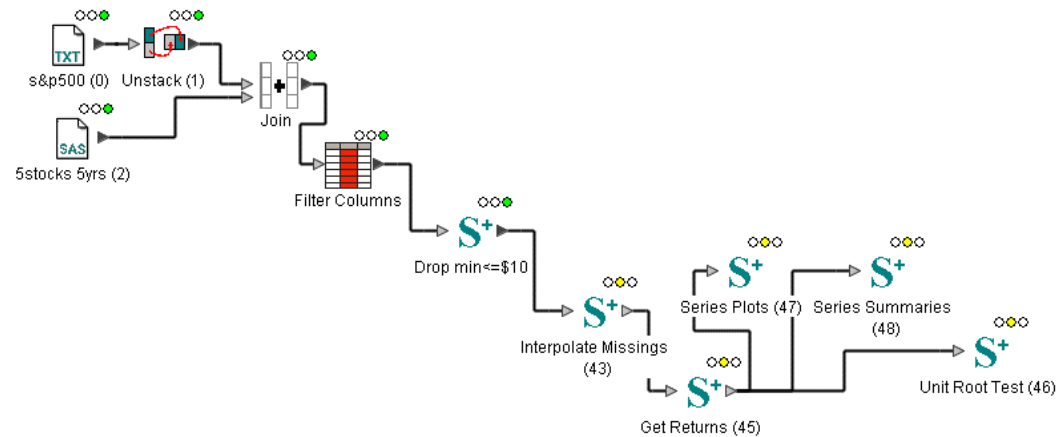 TXT
s&p500 (0)
Unstack (1)
SAS
5stocks 5yrs (2)
Join
Filter Columns
S+
Drop min<=$10
S+
Interpolate Missings
(43)
S+
Series Plots (47)
S+
Series Summaries
(48)
S+
Get Returns (45)
S+
Unit Root Test (46)